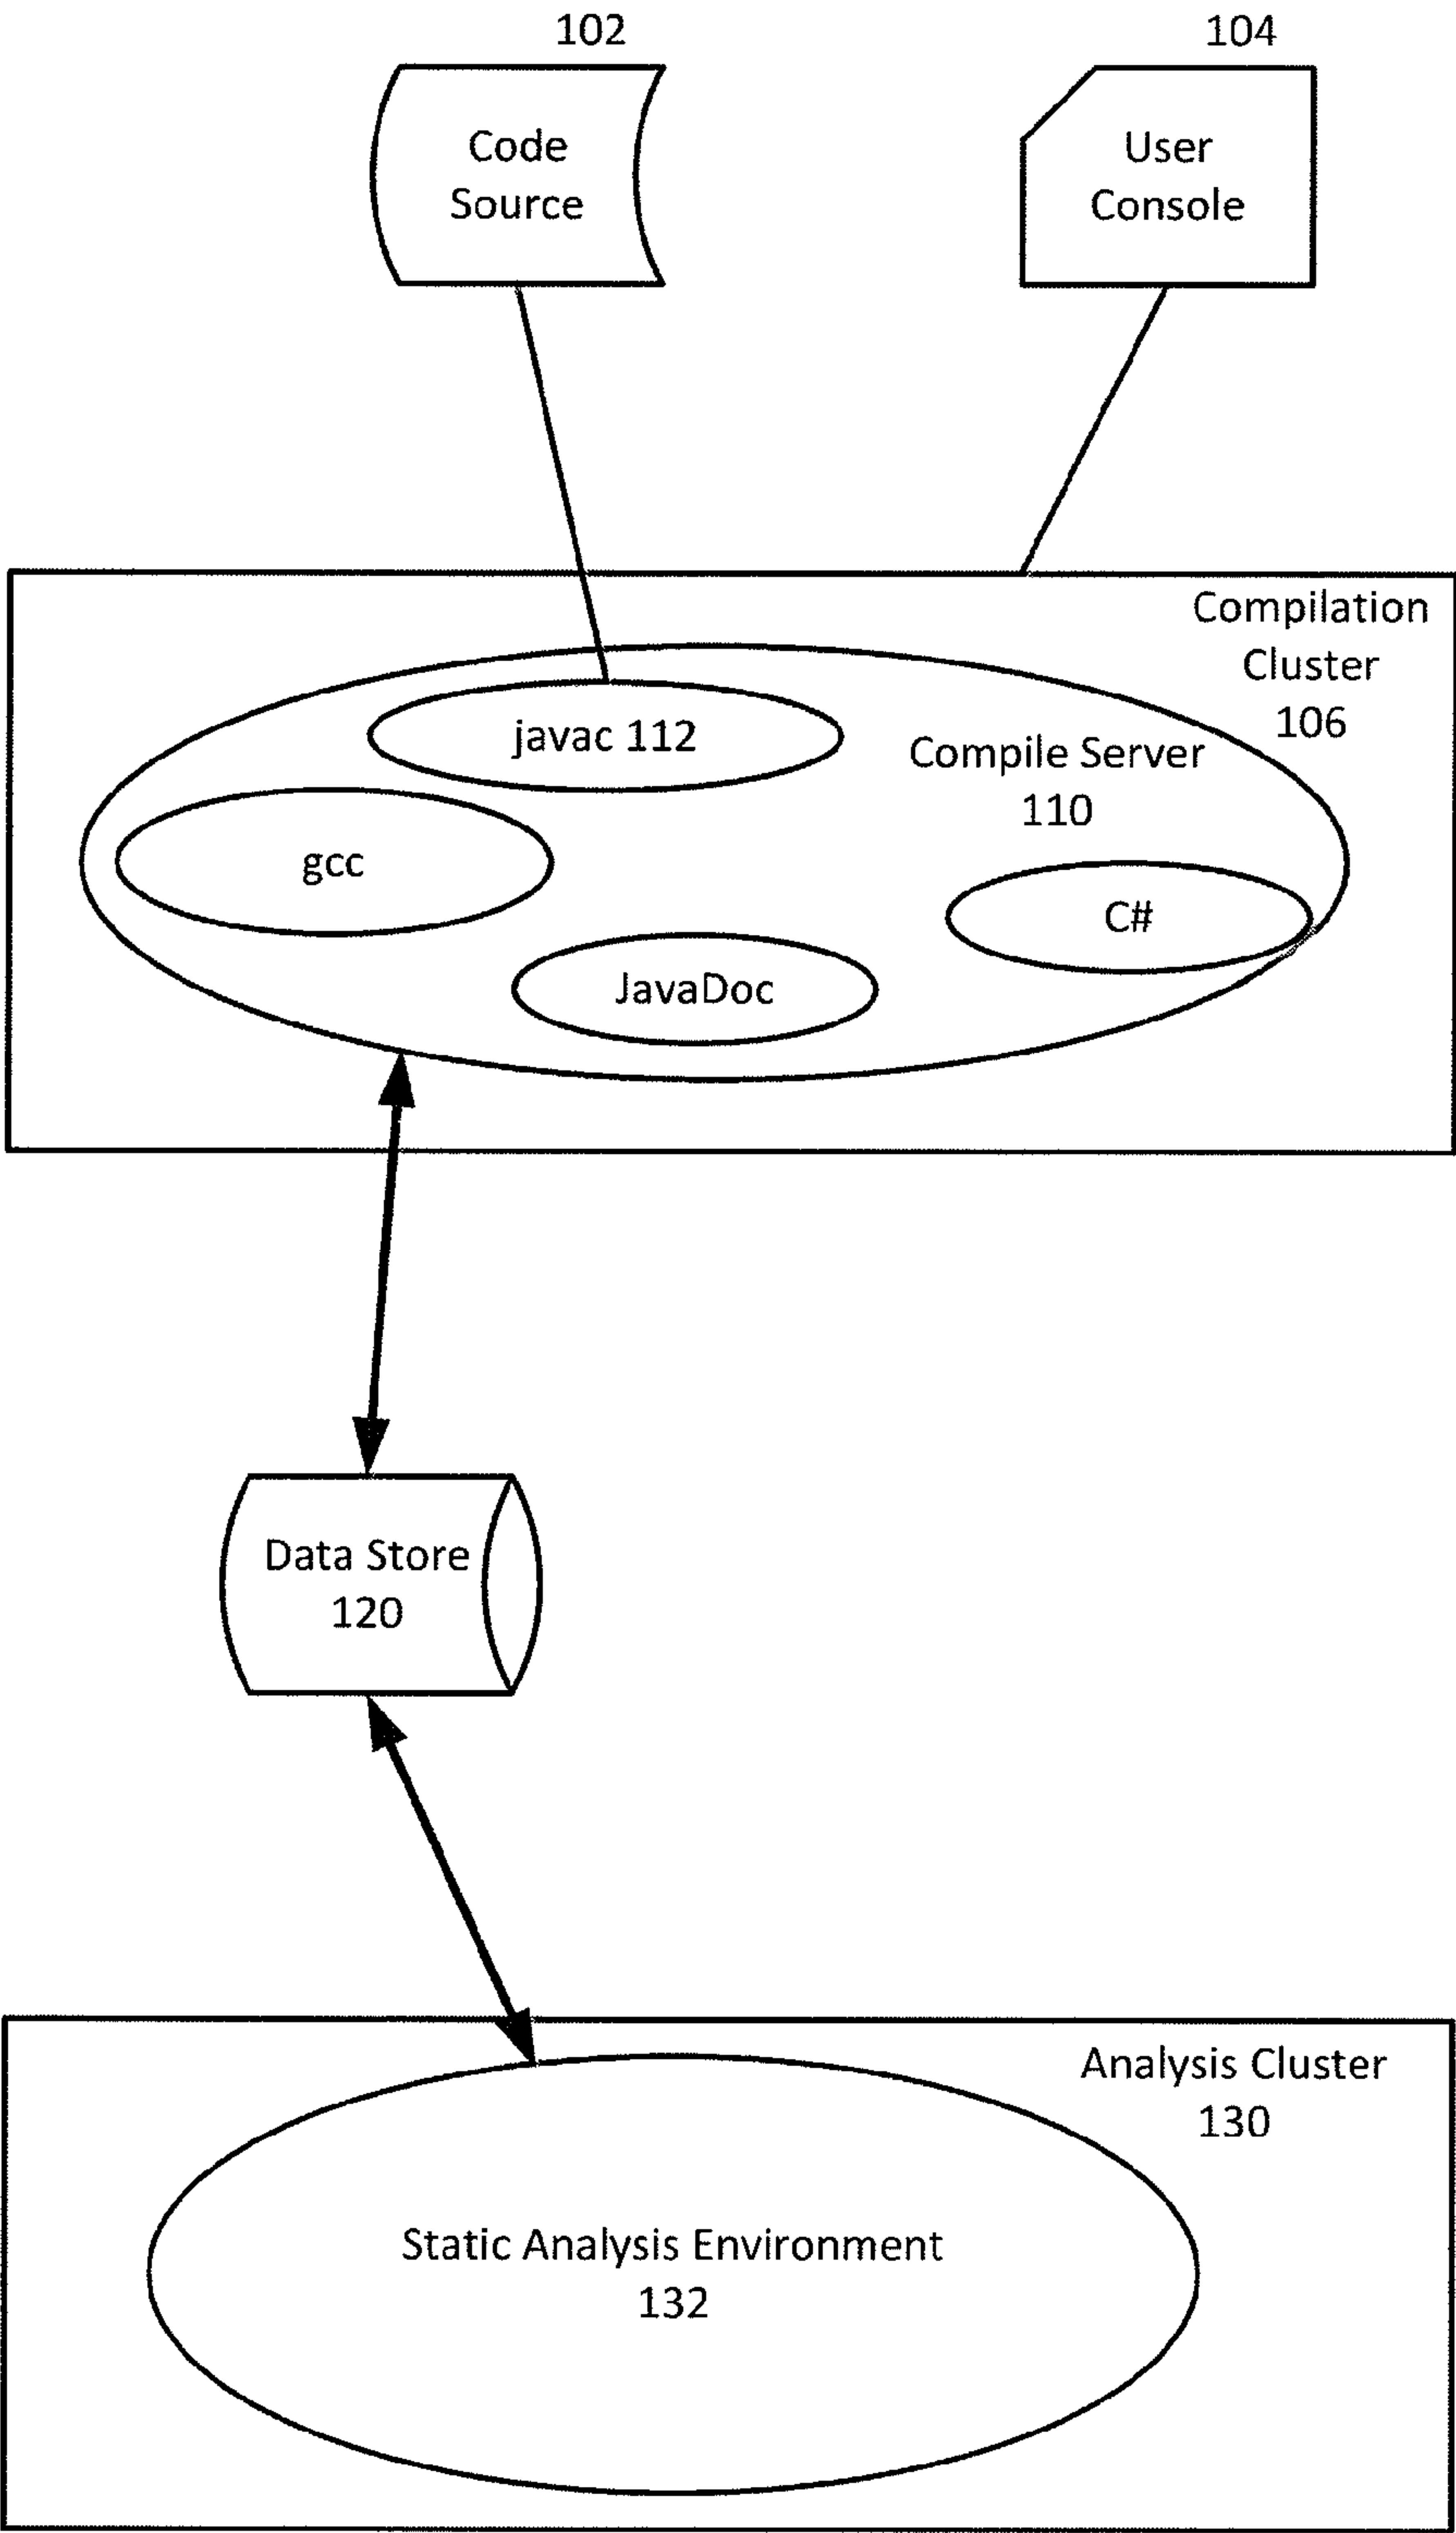 102
104
Code
Source
User
Console
Compilation
Cluster
106
javac 112
Compile Server
110
gcc
C#
JavaDoc
Data Store
120
Analysis Cluster
130
Static Analysis Environment
132